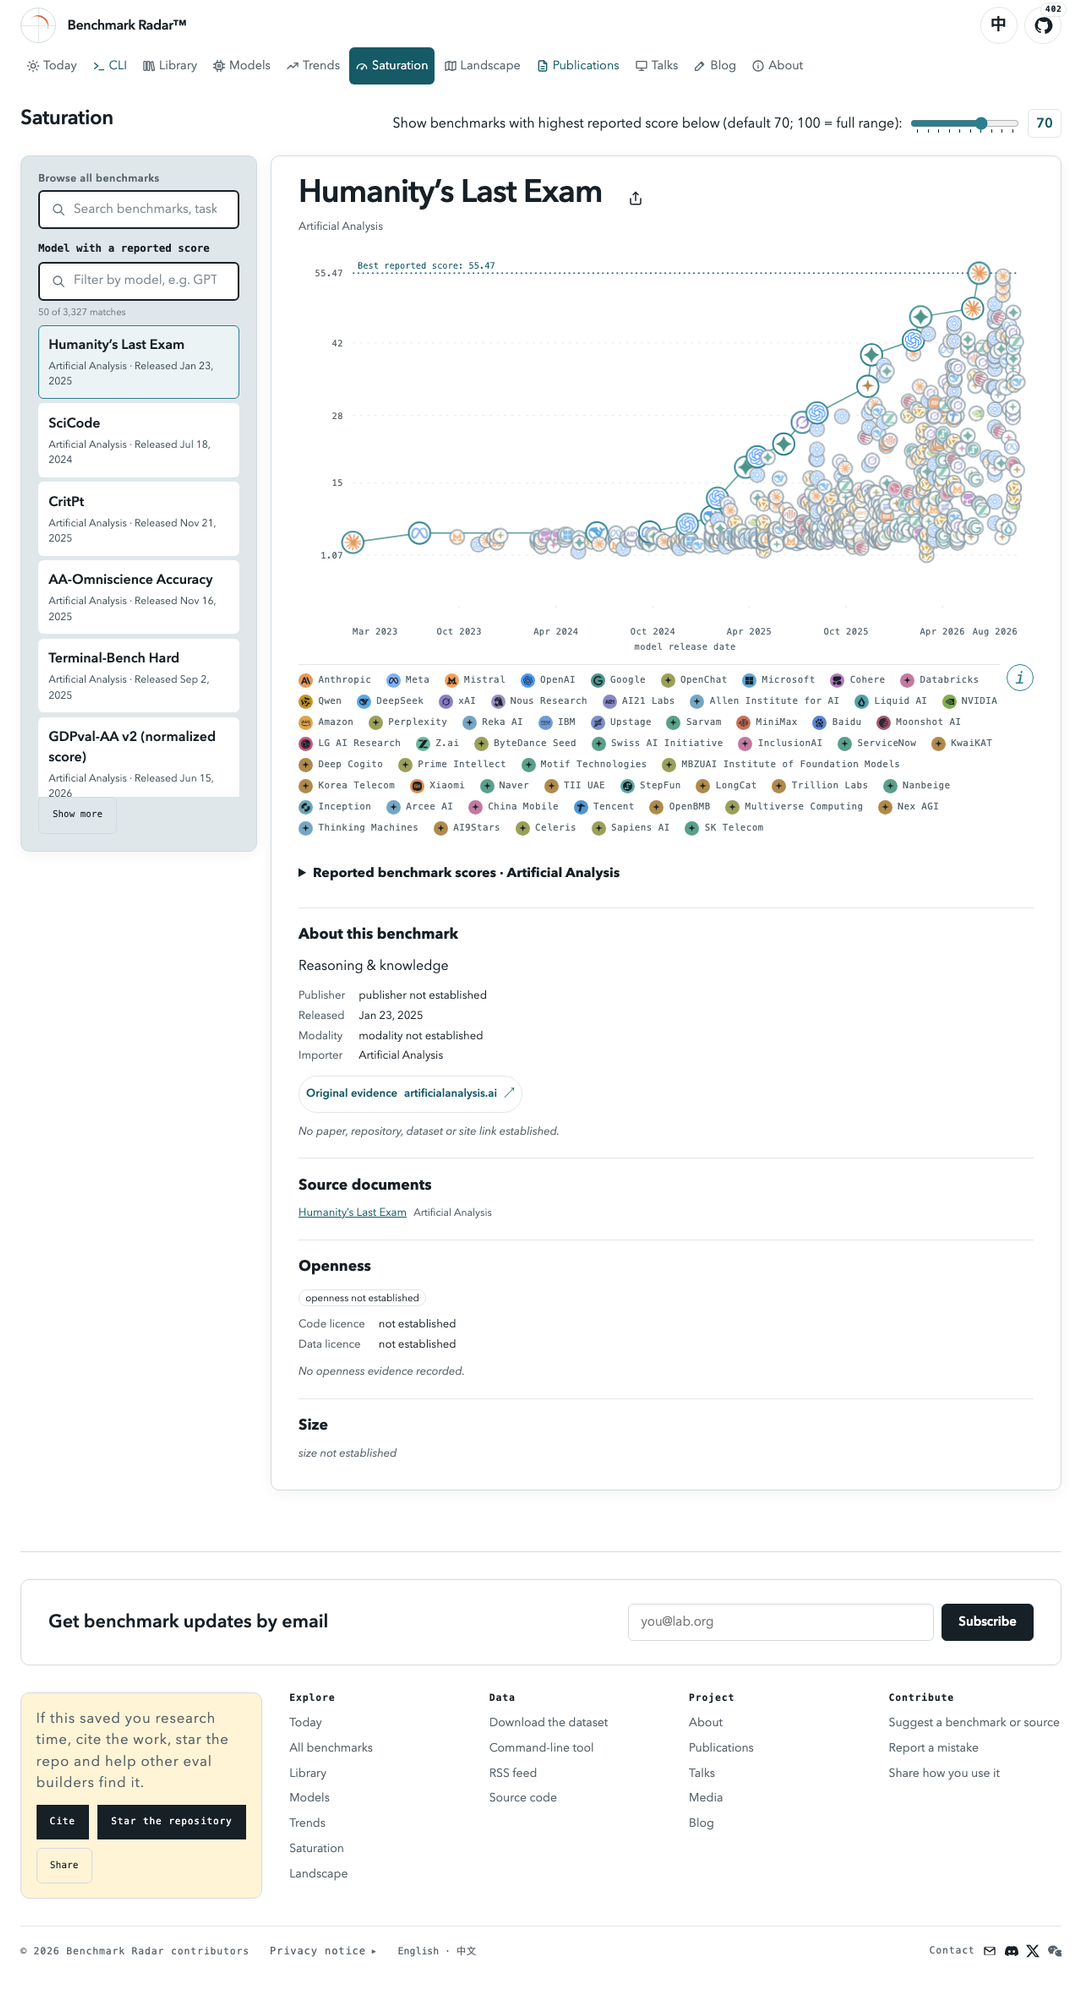 Benchmark Radar™
中
402
Today
CLI
Library
Models
Trends
Saturation
Landscape
Publications
Talks
Blog
About
Saturation
Show benchmarks with highest reported score below (default 70; 100 = full range):
70
Browse all benchmarks
Search benchmarks, task
Model with a reported score
Filter by model, e.g. GPT
50 of 3,327 matches
Humanity's Last Exam
Artificial Analysis · Released Jan 23,
2025
SciCode
Artificial Analysis · Released Jul 18,
2024
CritPt
Artificial Analysis · Released Nov 21,
2025
AA-Omniscience Accuracy
Artificial Analysis · Released Nov 16,
2025
Terminal-Bench Hard
Artificial Analysis · Released Sep 2,
2025
GDPval-AA v2 (normalized
score)
Artificial Analysis · Released Jun 15,
2026
Show more
Humanity's Last Exam
Artificial Analysis
Best reported score: 55.47
55.47
42
28
15
1.07
Mar 2023 Oct 2023 Apr 2024 Oct 2024 Apr 2025 Oct 2025 Apr 2026 Aug 2026
model release date
Anthropic Meta Mistral OpenAI Google OpenChat Microsoft Cohere Databricks
Qwen DeepSeek xAI Nous Research AI21 Labs Allen Institute for AI Liquid AI NVIDIA
Amazon Perplexity Reka AI IBM Upstage Sarvam MiniMax Baidu Moonshot AI
LG AI Research Z.ai ByteDance Seed Swiss AI Initiative InclusionAI ServiceNow KwaiKAT
Deep Cogito Prime Intellect Motif Technologies MBZUAI Institute of Foundation Models
Korea Telecom Xiaomi Naver TII UAE StepFun LongCat Trillion Labs Nanbeige
Inception Arcee AI China Mobile Tencent OpenBMB Multiverse Computing Nex AGI
Thinking Machines AI9Stars Celeris Sapiens AI SK Telecom
i
Reported benchmark scores · Artificial Analysis
About this benchmark
Reasoning & knowledge
Publisher publisher not established
Released Jan 23, 2025
Modality modality not established
Importer Artificial Analysis
Original evidence artificialanalysis.ai
No paper, repository, dataset or site link established.
Source documents
Humanity's Last Exam Artificial Analysis
Openness
openness not established
Code licence not established
Data licence not established
No openness evidence recorded.
Size
size not established
Get benchmark updates by email
you@lab.org
Subscribe
If this saved you research
time, cite the work, star the
repo and help other eval
builders find it.
Cite
Star the repository
Share
Explore
Today
All benchmarks
Library
Models
Trends
Saturation
Landscape
Data
Download the dataset
Command-line tool
RSS feed
Source code
Project
About
Publications
Talks
Media
Blog
Contribute
Suggest a benchmark or source
Report a mistake
Share how you use it
© 2026 Benchmark Radar contributors
Privacy notice ▸
English · 中文
Contact